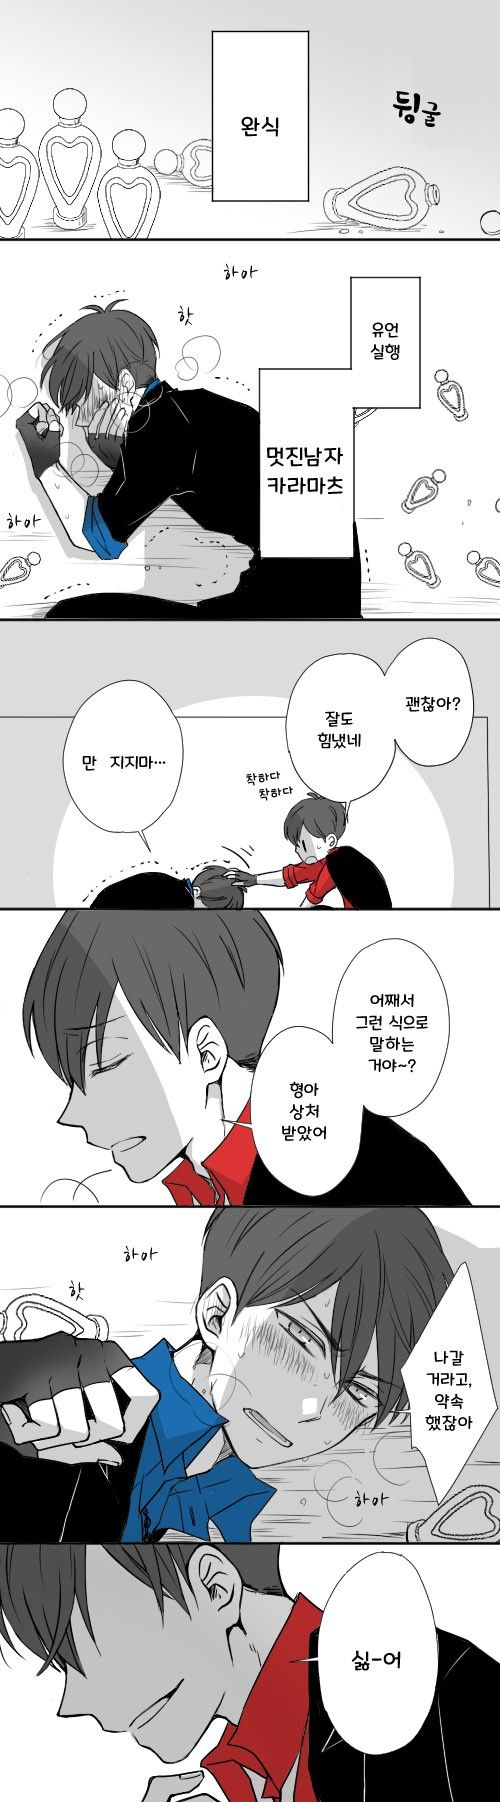 완식
뒹굴
하아
핫
유언
실행
멋진남자
카라마츠
하아
괜찮아?
잘도
힘냈네
착하다
착하다
만 지지마…
어째서
그런 식으로
말하는
거야~?
형아
상처
받았어
하아
핫
나갈
거라고,
약속
했잖아
하아
싫-어